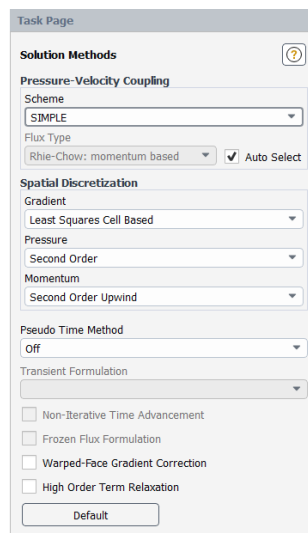 Task Page
Solution Methods
?
Pressure-Velocity Coupling
Scheme
SIMPLE
Flux Type
Rhie-Chow: momentum based
Auto Select
Spatial Discretization
Gradient
Least Squares Cell Based
Pressure
Second Order
Momentum
Second Order Upwind
Pseudo Time Method
Off
Transient Formulation
Non-Iterative Time Advancement
Frozen Flux Formulation
Warped-Face Gradient Correction
High Order Term Relaxation
Default